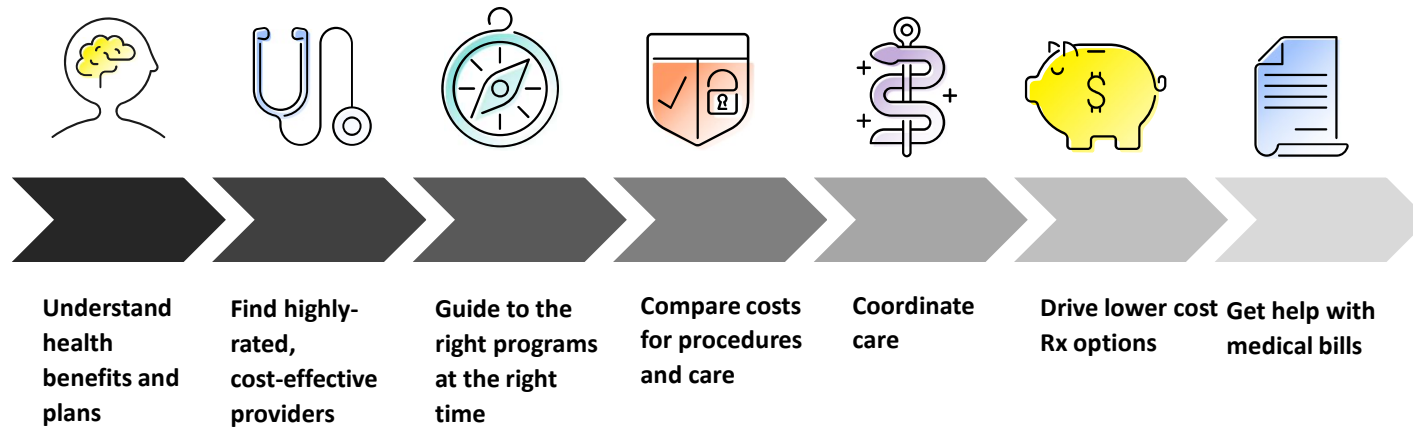 $
Understand
health
benefits and
plans
Find highly-
rated,
cost-effective
providers
Guide to the
right programs
at the right
time
Compare costs
for procedures
and care
Coordinate
care
Drive lower cost
Rx options
Get help with
medical bills